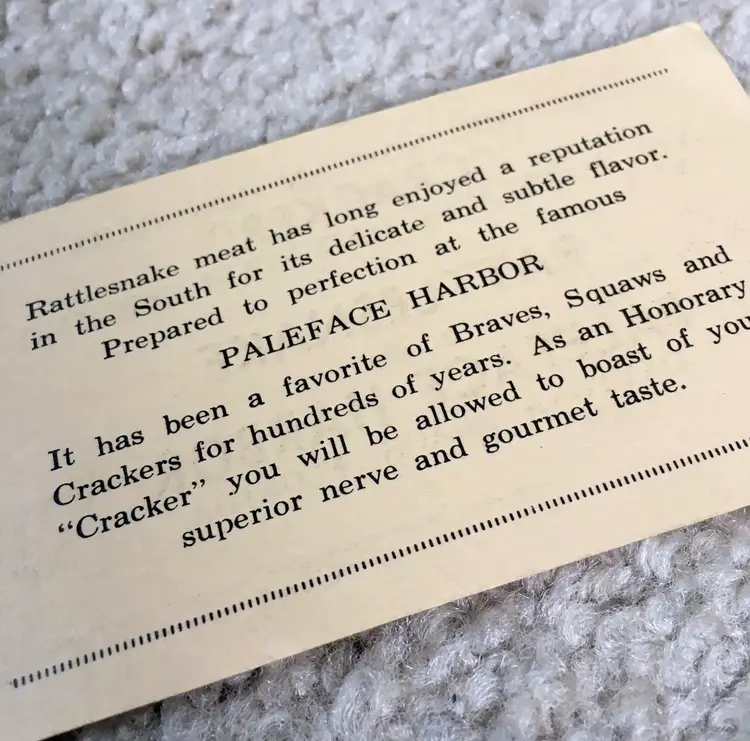 Rattlesnake meat has long enjoyed a reputation
in the South for its delicate and subtle flavor.
Prepared to perfection at the famous
PALEFACE HARBOR
It has been a favorite of Braves, Squaws and
Crackers for hundreds of years. As an Honorary
“Cracker” you will be allowed to boast of you
superior nerve and gourmet taste.